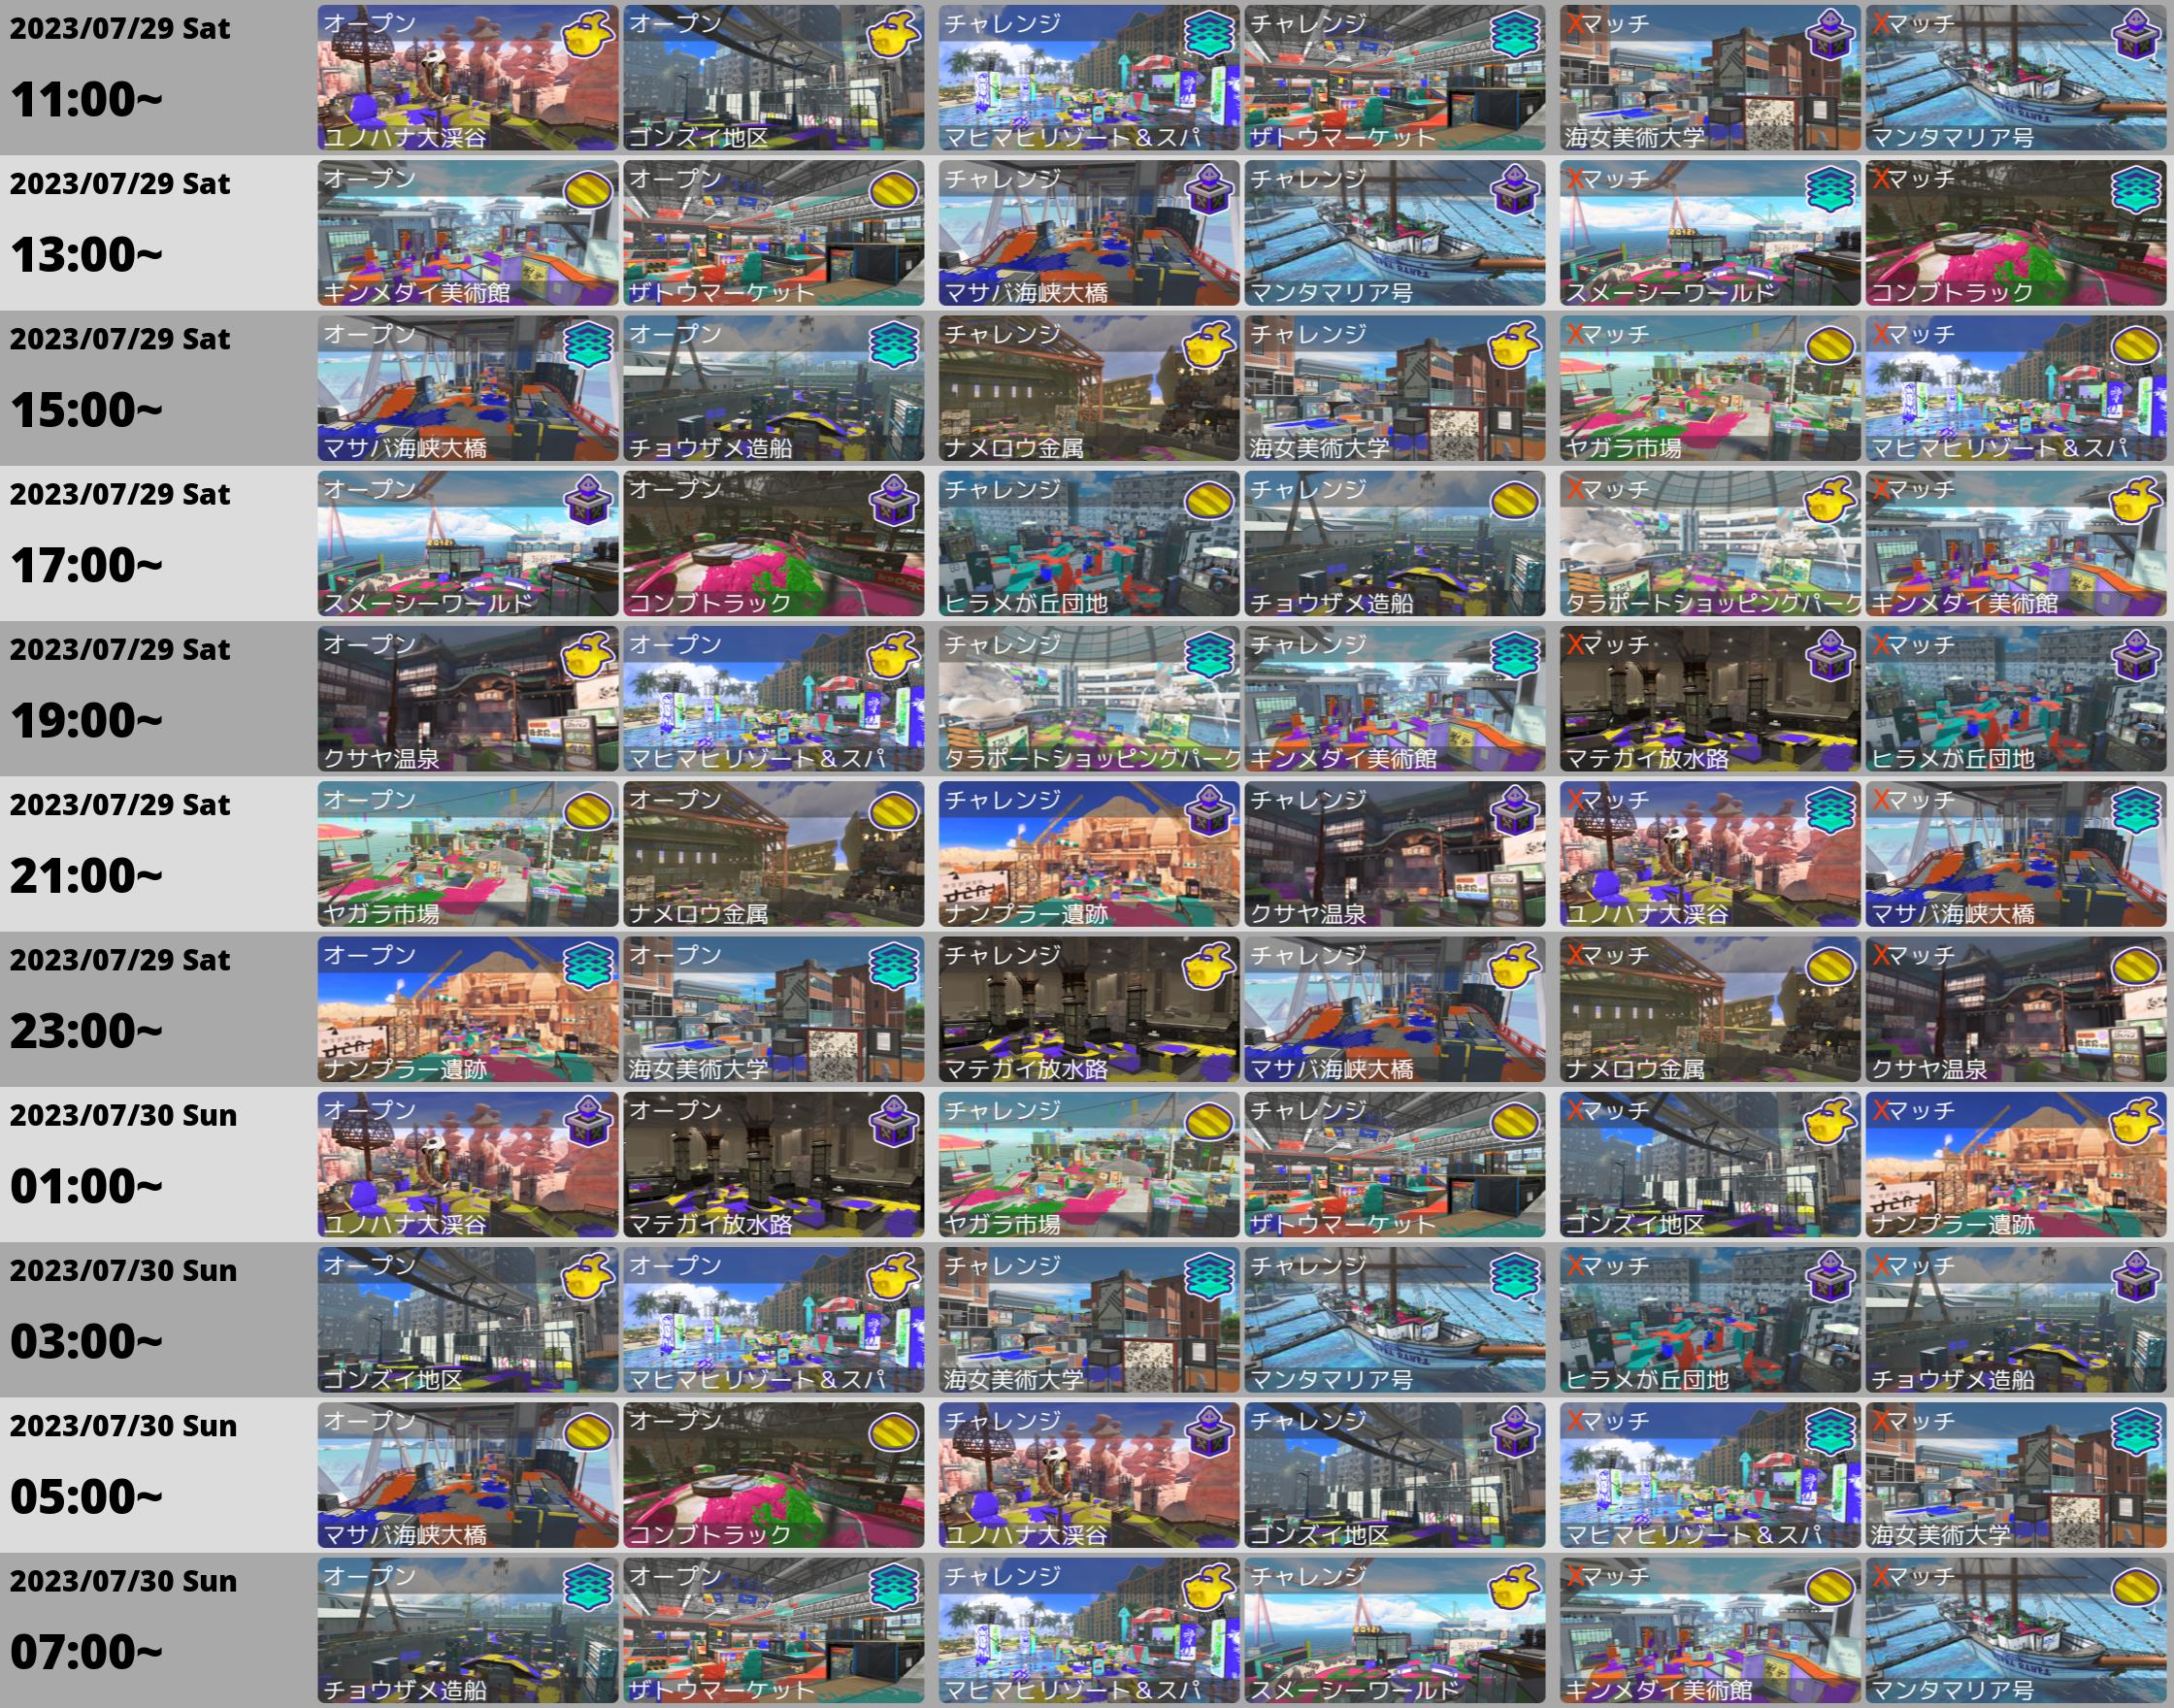 2023/07/29 Sat
11:00~
オープン
ユノハナ大渓谷
オープン
ゴンズイ地区
チャレンジ
マヒマヒリゾート＆スパ
チャレンジ
ザトウマーケット
Xマッチ
海女美術大学
Xマッチ
マンタマリア号
2023/07/29 Sat
13:00~
オープン
キンメダイ美術館
オープン
ザトウマーケット
チャレンジ
マサバ海峡大橋
チャレンジ
マンタマリア号
Xマッチ
スメーシーワールド
Xマッチ
コンブトラック
2023/07/29 Sat
15:00~
オープン
マサバ海峡大橋
オープン
チョウザメ造船
チャレンジ
ナメロウ金属
チャレンジ
海女美術大学
Xマッチ
ヤガラ市場
Xマッチ
マヒマヒリゾート＆スパ
2023/07/29 Sat
17:00~
オープン
スメーシーワールド
オープン
コンブトラック
チャレンジ
ヒラメが丘団地
チャレンジ
チョウザメ造船
Xマッチ
タラポートショッピングパーク
Xマッチ
キンメダイ美術館
2023/07/29 Sat
19:00~
オープン
クサヤ温泉
オープン
マヒマヒリゾート＆スパ
チャレンジ
タラポートショッピングパーク
チャレンジ
キンメダイ美術館
Xマッチ
マテガイ放水路
Xマッチ
ヒラメが丘団地
2023/07/29 Sat
21:00~
オープン
ヤガラ市場
オープン
ナメロウ金属
チャレンジ
ナンプラー遺跡
チャレンジ
クサヤ温泉
Xマッチ
ユノハナ大渓谷
Xマッチ
マサバ海峡大橋
2023/07/29 Sat
23:00~
オープン
ナンプラー遺跡
オープン
海女美術大学
チャレンジ
マテガイ放水路
チャレンジ
マサバ海峡大橋
Xマッチ
ナメロウ金属
Xマッチ
クサヤ温泉
2023/07/30 Sun
01:00~
オープン
ユノハナ大渓谷
オープン
マテガイ放水路
チャレンジ
ヤガラ市場
チャレンジ
ザトウマーケット
Xマッチ
ゴンズイ地区
Xマッチ
ナンプラー遺跡
2023/07/30 Sun
03:00~
オープン
ゴンズイ地区
オープン
マヒマヒリゾート＆スパ
チャレンジ
海女美術大学
チャレンジ
マンタマリア号
Xマッチ
ヒラメが丘団地
Xマッチ
チョウザメ造船
2023/07/30 Sun
05:00~
オープン
マサバ海峡大橋
オープン
コンブトラック
チャレンジ
ユノハナ大渓谷
チャレンジ
ゴンズイ地区
Xマッチ
マヒマヒリゾート＆スパ
Xマッチ
海女美術大学
2023/07/30 Sun
07:00~
オープン
チョウザメ造船
オープン
ザトウマーケット
チャレンジ
マヒマヒリゾート＆スパ
チャレンジ
スメーシーワールド
Xマッチ
キンメダイ美術館
Xマッチ
マンタマリア号